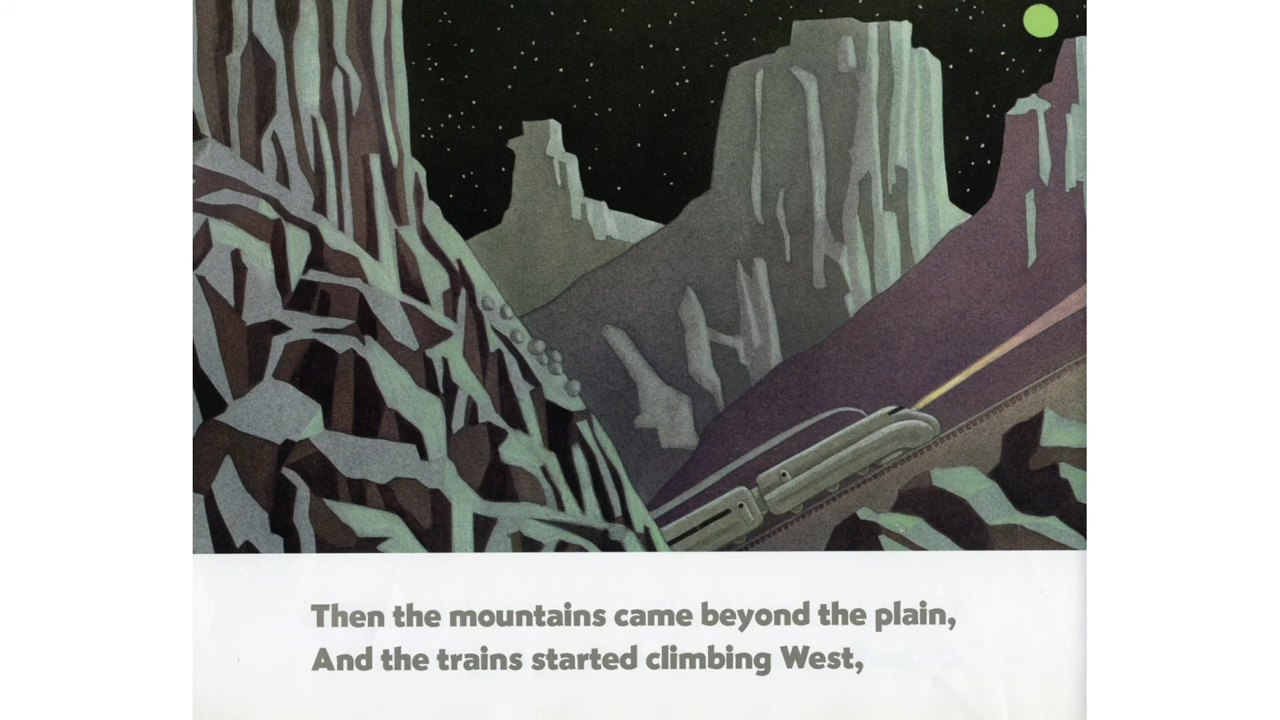 Then the mountains came beyond the plain,
And the trains started climbing West,